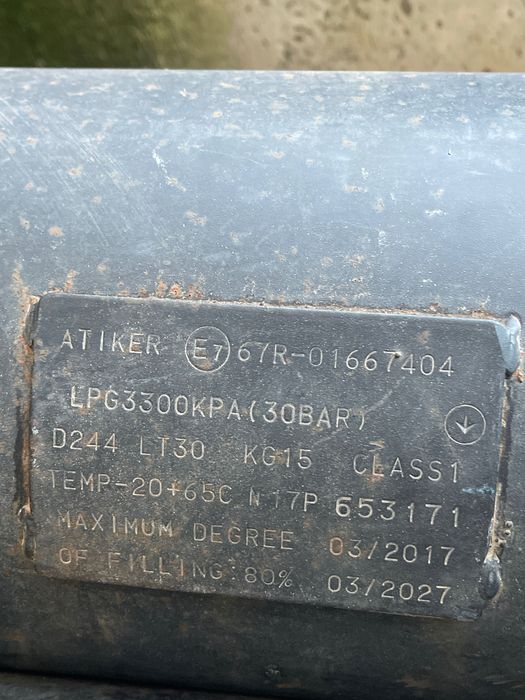 ATIKER E7 67R-01667404
LPG3300KPA(30BAR)
D244 LT30 KG15 CLASS1
TEMP-20+65C N 17P 653171
MAXIMUM DEGREE 03/2017
OF FILLING:80% 03/2027